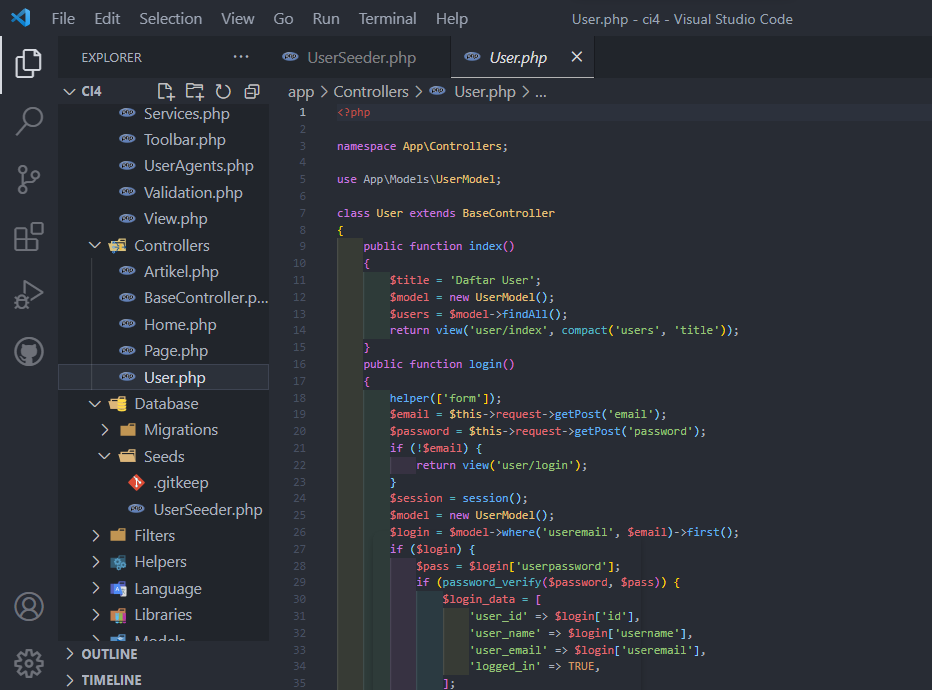 File Edit Selection View Go Run Terminal Help User.php - ci4 - Visual Studio Code
EXPLORER ...
UserSeeder.php User.php
CI4
Services.php
Toolbar.php
UserAgents.php
Validation.php
View.php
Controllers
Artikel.php
BaseController.p...
Home.php
Page.php
User.php
Database
Migrations
Seeds
.gitkeep
UserSeeder.php
Filters
Helpers
Language
Libraries
Models
OUTLINE
TIMELINE
app > Controllers > User.php > ...
1 <?php
2
3 namespace App\Controllers;
4
5 use App\Models\UserModel;
6
7 class User extends BaseController
8 {
9 public function index()
10 {
11 $title = 'Daftar User';
12 $model = new UserModel();
13 $users = $model->findAll();
14 return view('user/index', compact('users', 'title'));
15 }
16 public function login()
17 {
18 helper(['form']);
19 $email = $this->request->getPost('email');
20 $password = $this->request->getPost('password');
21 if (!$email) {
22 return view('user/login');
23 }
24 $session = session();
25 $model = new UserModel();
26 $login = $model->where('useremail', $email)->first();
27 if ($login) {
28 $pass = $login['userpassword'];
29 if (password_verify($password, $pass)) {
30 $login_data = [
31 'user_id' => $login['id'],
32 'user_name' => $login['username'],
33 'user_email' => $login['useremail'],
34 'logged_in' => TRUE,
35 ];